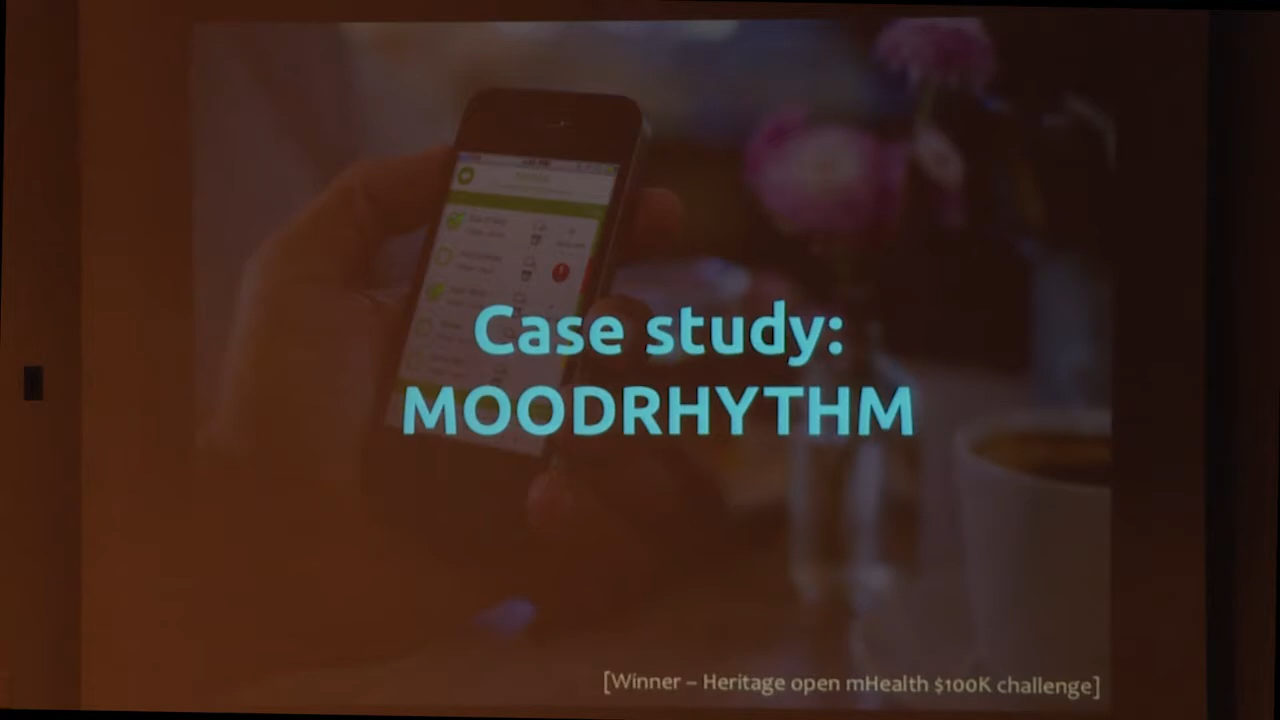 Case study:
MOODRHYTHM
[Winner – Heritage open mHealth $100K challenge]